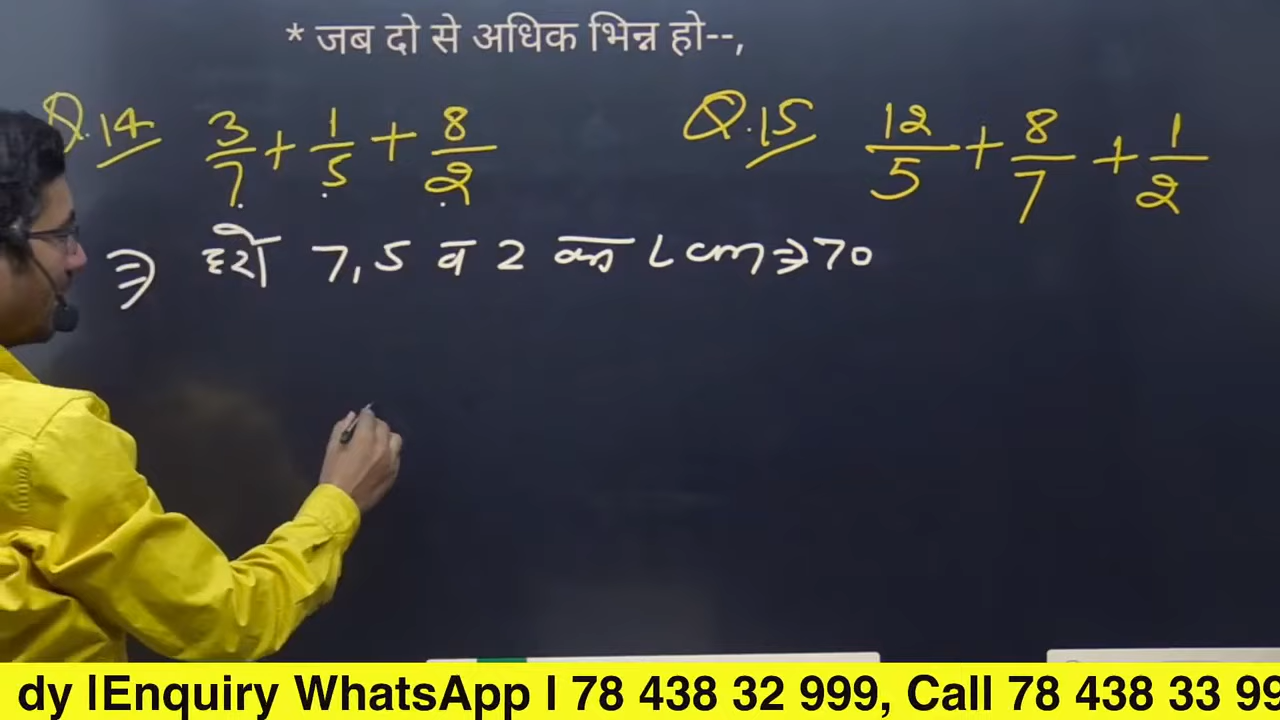 * जब दो से अधिक भिन्न हो--,
Q.14 3/7 + 1/5 + 8/2
Q.15 12/5 + 8/7 + 1/2
⇒ हरो 7, 5 व 2 का Lcm ⇒ 70
dy |Enquiry WhatsApp I 78 438 32 999, Call 78 438 33 99